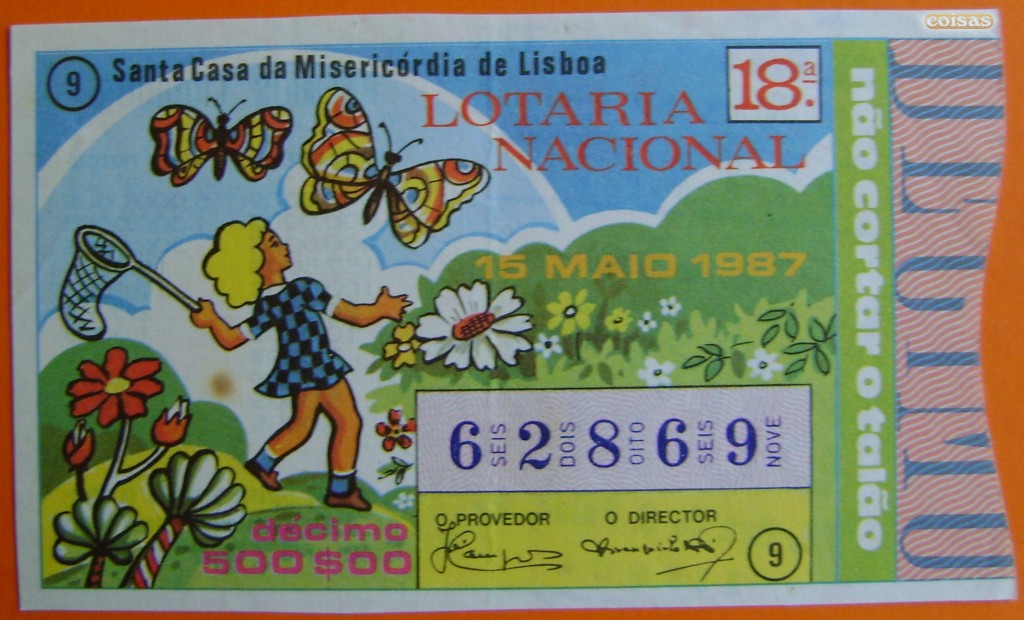 coisas
9
Santa Casa da Misericórdia de Lisboa
18.ª
LOTARIA
NACIONAL
15 MAIO 1987
6 SEIS 2 DOIS 8 OITO 6 SEIS 9 NOVE
O PROVEDOR O DIRECTOR
9
décimo
500$00
não cortar o talão
DECIMO